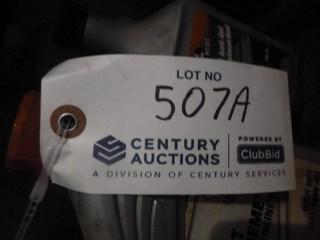 LOT NO
507A
CENTURY AUCTIONS
POWERED BY
ClubBid
A DIVISION OF CENTURY SERVICES